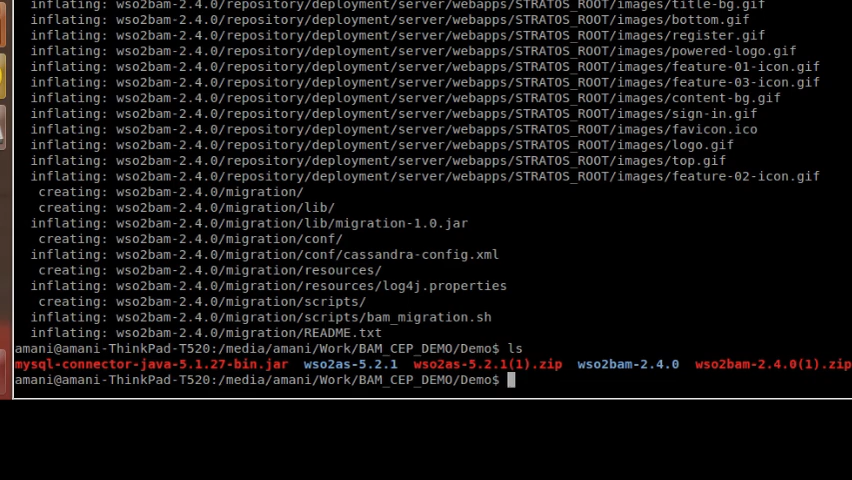 inflating: wso2bam-2.4.0/repository/deployment/server/webapps/STRATOS_ROOT/images/title-bg.gif
inflating: wso2bam-2.4.0/repository/deployment/server/webapps/STRATOS_ROOT/images/bottom.gif
inflating: wso2bam-2.4.0/repository/deployment/server/webapps/STRATOS_ROOT/images/register.gif
inflating: wso2bam-2.4.0/repository/deployment/server/webapps/STRATOS_ROOT/images/powered-logo.gif
inflating: wso2bam-2.4.0/repository/deployment/server/webapps/STRATOS_ROOT/images/feature-01-icon.gif
inflating: wso2bam-2.4.0/repository/deployment/server/webapps/STRATOS_ROOT/images/feature-03-icon.gif
inflating: wso2bam-2.4.0/repository/deployment/server/webapps/STRATOS_ROOT/images/content-bg.gif
inflating: wso2bam-2.4.0/repository/deployment/server/webapps/STRATOS_ROOT/images/sign-in.gif
inflating: wso2bam-2.4.0/repository/deployment/server/webapps/STRATOS_ROOT/images/favicon.ico
inflating: wso2bam-2.4.0/repository/deployment/server/webapps/STRATOS_ROOT/images/logo.gif
inflating: wso2bam-2.4.0/repository/deployment/server/webapps/STRATOS_ROOT/images/top.gif
inflating: wso2bam-2.4.0/repository/deployment/server/webapps/STRATOS_ROOT/images/feature-02-icon.gif
creating: wso2bam-2.4.0/migration/
creating: wso2bam-2.4.0/migration/lib/
inflating: wso2bam-2.4.0/migration/lib/migration-1.0.jar
creating: wso2bam-2.4.0/migration/conf/
inflating: wso2bam-2.4.0/migration/conf/cassandra-config.xml
creating: wso2bam-2.4.0/migration/resources/
inflating: wso2bam-2.4.0/migration/resources/log4j.properties
creating: wso2bam-2.4.0/migration/scripts/
inflating: wso2bam-2.4.0/migration/scripts/bam_migration.sh
inflating: wso2bam-2.4.0/migration/README.txt
amani@amani-ThinkPad-T520:/media/amani/Work/BAM_CEP_DEMO/Demo$ ls
mysql-connector-java-5.1.27-bin.jar wso2as-5.2.1 wso2as-5.2.1(1).zip wso2bam-2.4.0 wso2bam-2.4.0(1).zip
amani@amani-ThinkPad-T520:/media/amani/Work/BAM_CEP_DEMO/Demo$